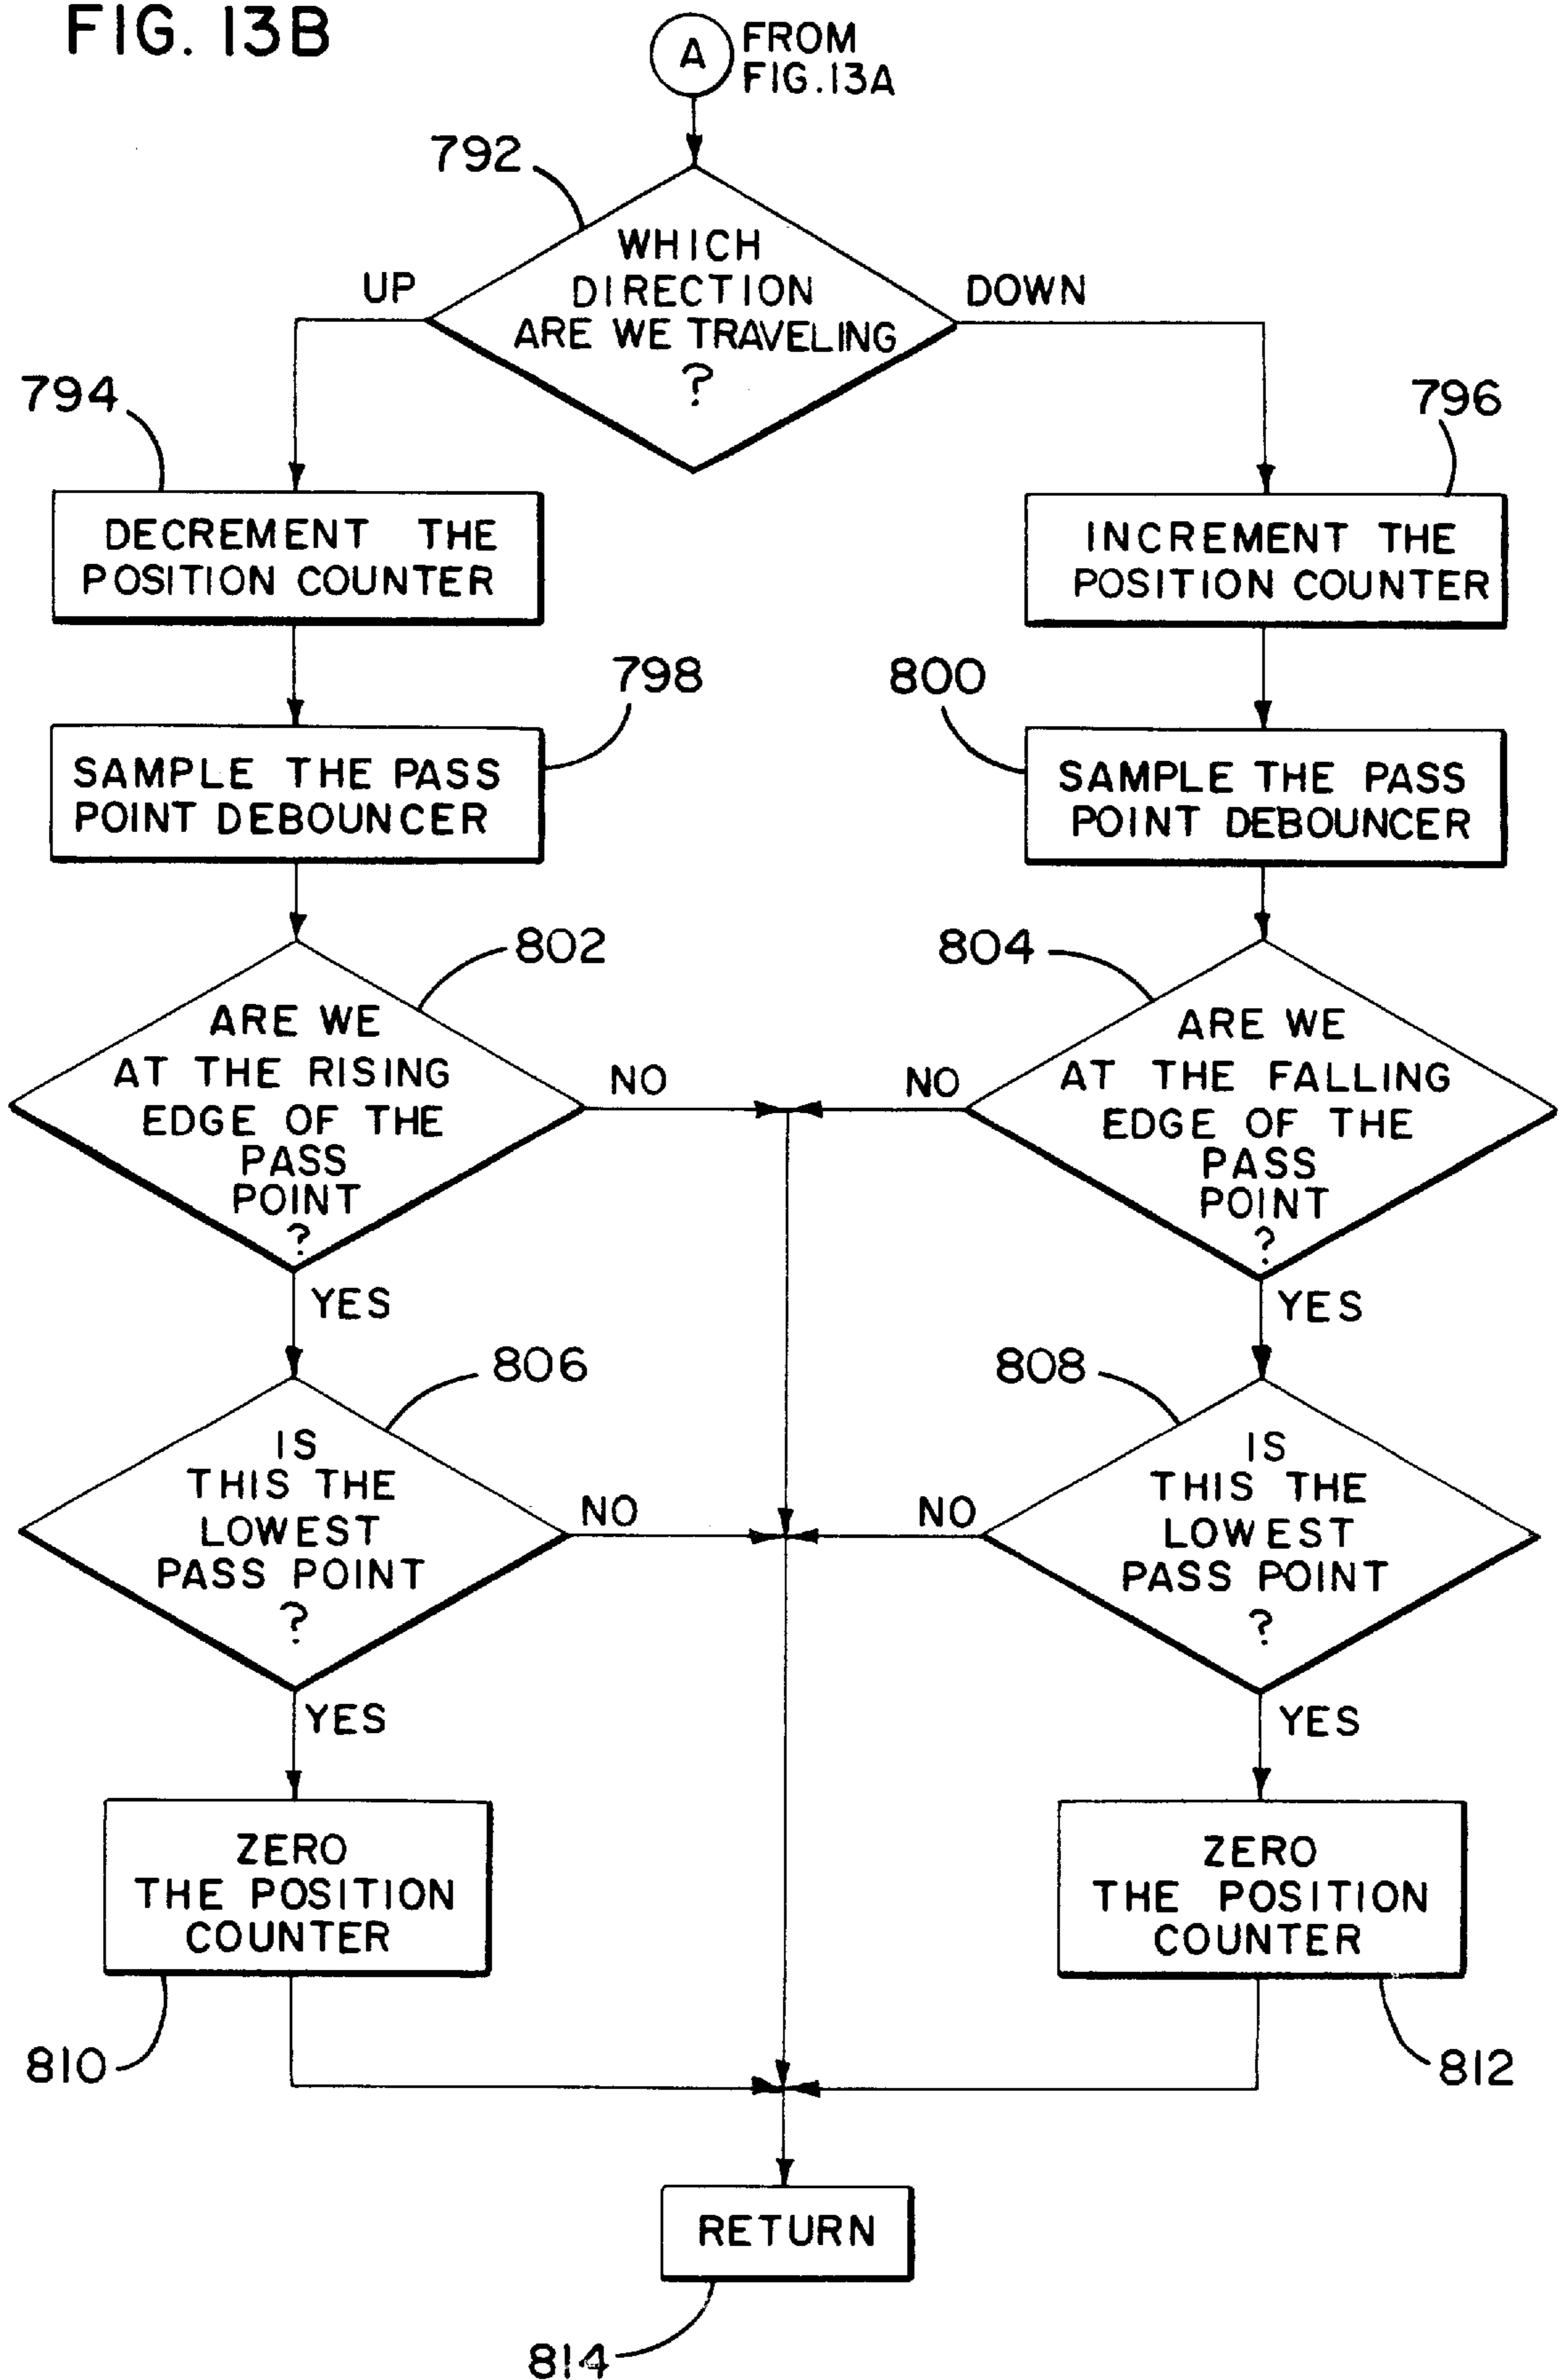 FIG. 13B
A
FROM
FIG.13A
792
WHICH
DIRECTION
ARE WE TRAVELING
?
UP
DOWN
794
796
DECREMENT THE
POSITION COUNTER
INCREMENT THE
POSITION COUNTER
798
800
SAMPLE THE PASS
POINT DEBOUNCER
SAMPLE THE PASS
POINT DEBOUNCER
802
804
ARE WE
AT THE RISING
EDGE OF THE
PASS
POINT
?
NO
NO
ARE WE
AT THE FALLING
EDGE OF THE
PASS
POINT
?
YES
YES
806
808
IS
THIS THE
LOWEST
PASS POINT
?
NO
NO
IS
THIS THE
LOWEST
PASS POINT
?
YES
YES
ZERO
THE POSITION
COUNTER
ZERO
THE POSITION
COUNTER
810
812
RETURN
814